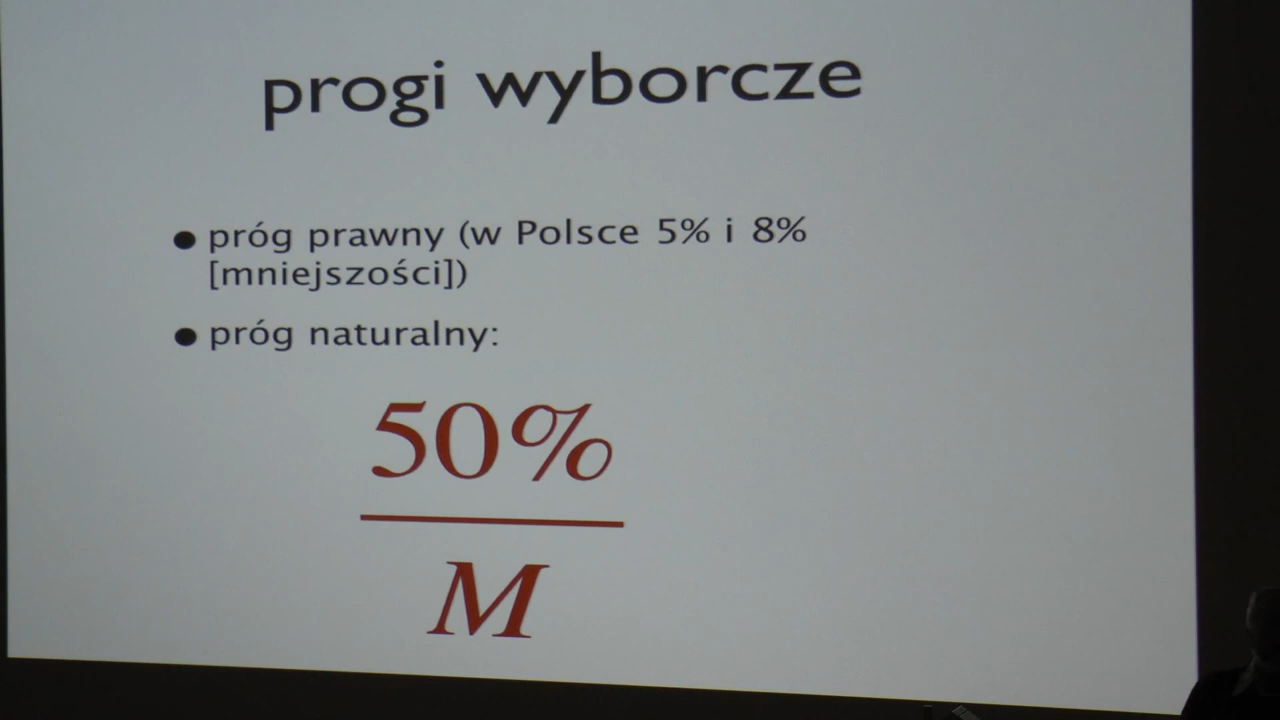 progi wyborcze
• próg prawny (w Polsce 5% i 8%
[mniejszości])
• próg naturalny:
50%
M